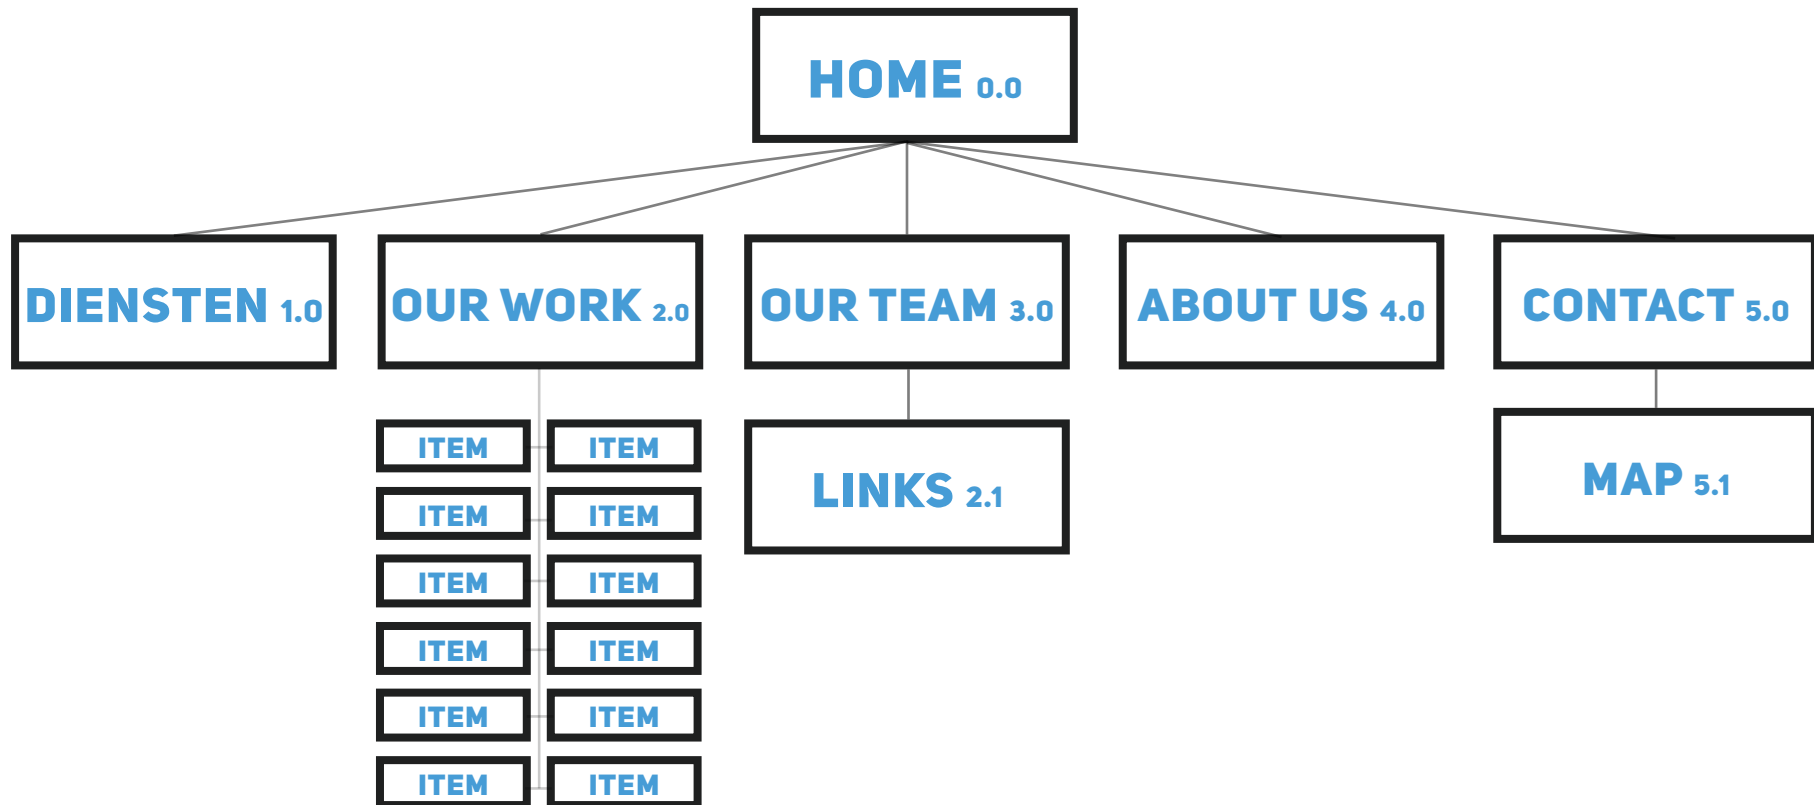 HOME 0.0
DIENSTEN 1.0
OUR WORK 2.0
OUR TEAM 3.0
ABOUT US 4.0
CONTACT 5.0
ITEM ITEM
ITEM ITEM
ITEM ITEM
ITEM ITEM
ITEM ITEM
ITEM ITEM
LINKS 2.1
MAP 5.1